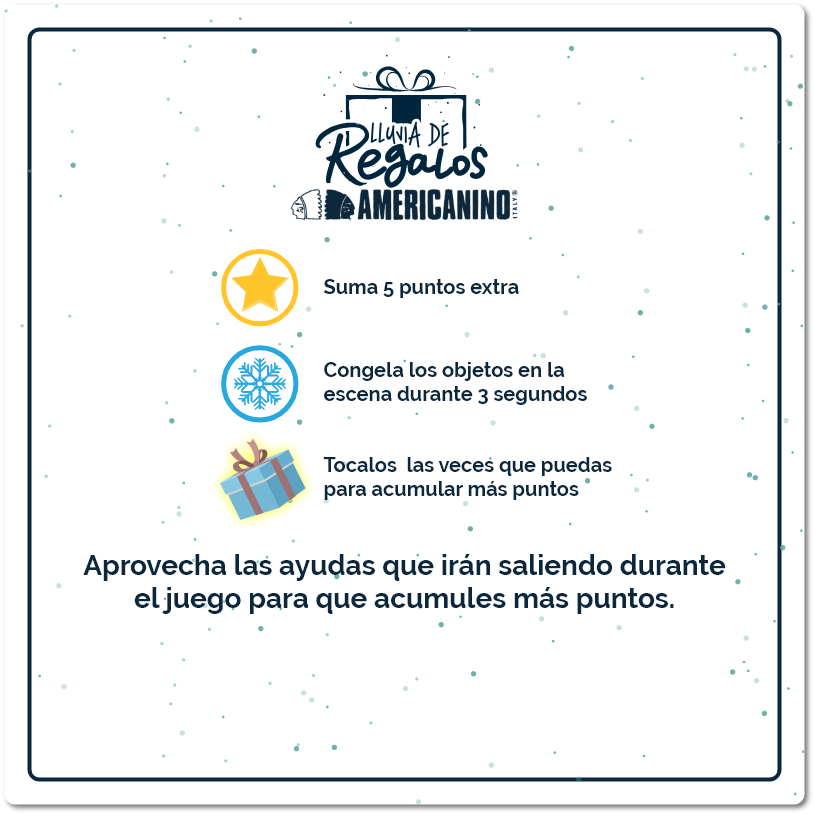 LLUVIA DE
Regalos
AMERICANINO
ITALY®
Suma 5 puntos extra
Congela los objetos en la
escena durante 3 segundos
Tocalos  las veces que puedas
para acumular más puntos
Aprovecha las ayudas que irán saliendo durante
el juego para que acumules más puntos.